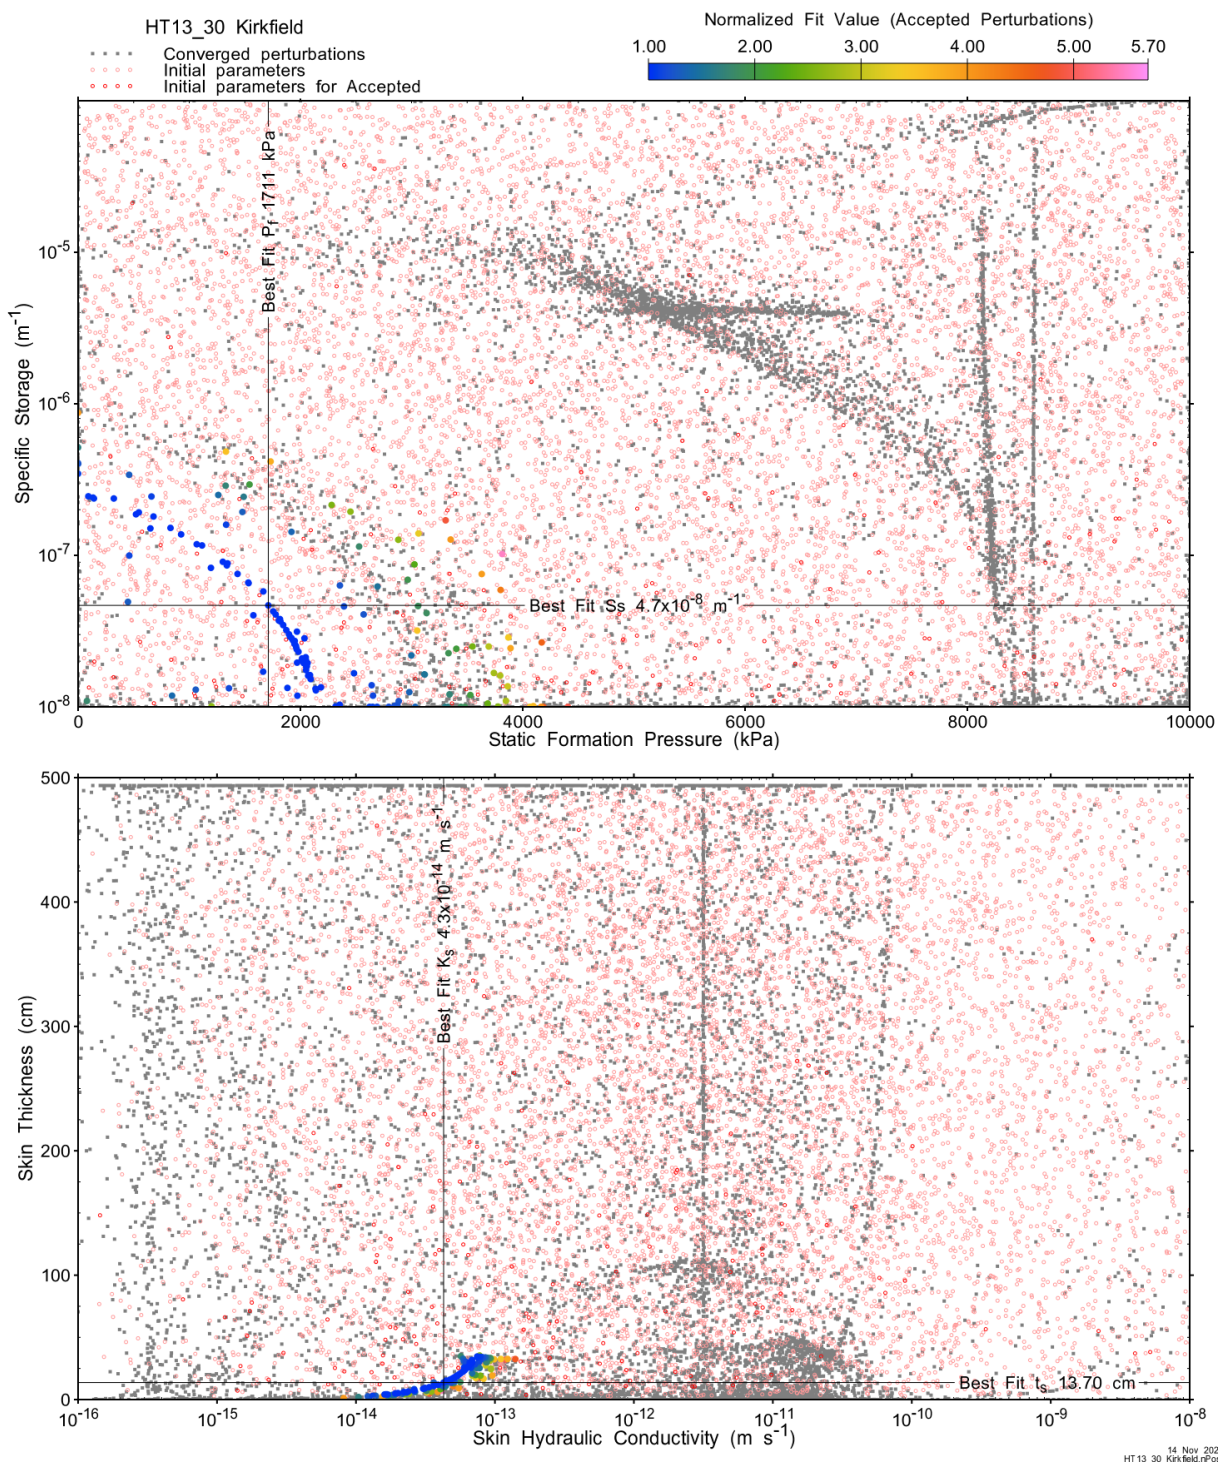 HT13_30 Kirkfield
Converged perturbations
Initial parameters
Initial parameters for Accepted
Normalized Fit Value (Accepted Perturbations)
1.00 2.00 3.00 4.00 5.00 5.70
Best Fit Pf 1711 kPa
Specific Storage (m-1)
10-5
10-6
10-7
10-8
Best Fit Ss 4.7x10-8 m-1
0 2000 4000 6000 8000 10000
Static Formation Pressure (kPa)
500
400
300
200
100
0
Skin Thickness (cm)
Best Fit Ks 4.3x10-14 m s-1
Best Fit ts 13.70 cm
10-16 10-15 10-14 10-13 10-12 10-11 10-10 10-9 10-8
Skin Hydraulic Conductivity (m s-1)
14 Nov 202
HT13_30 Kirkfield.nPos